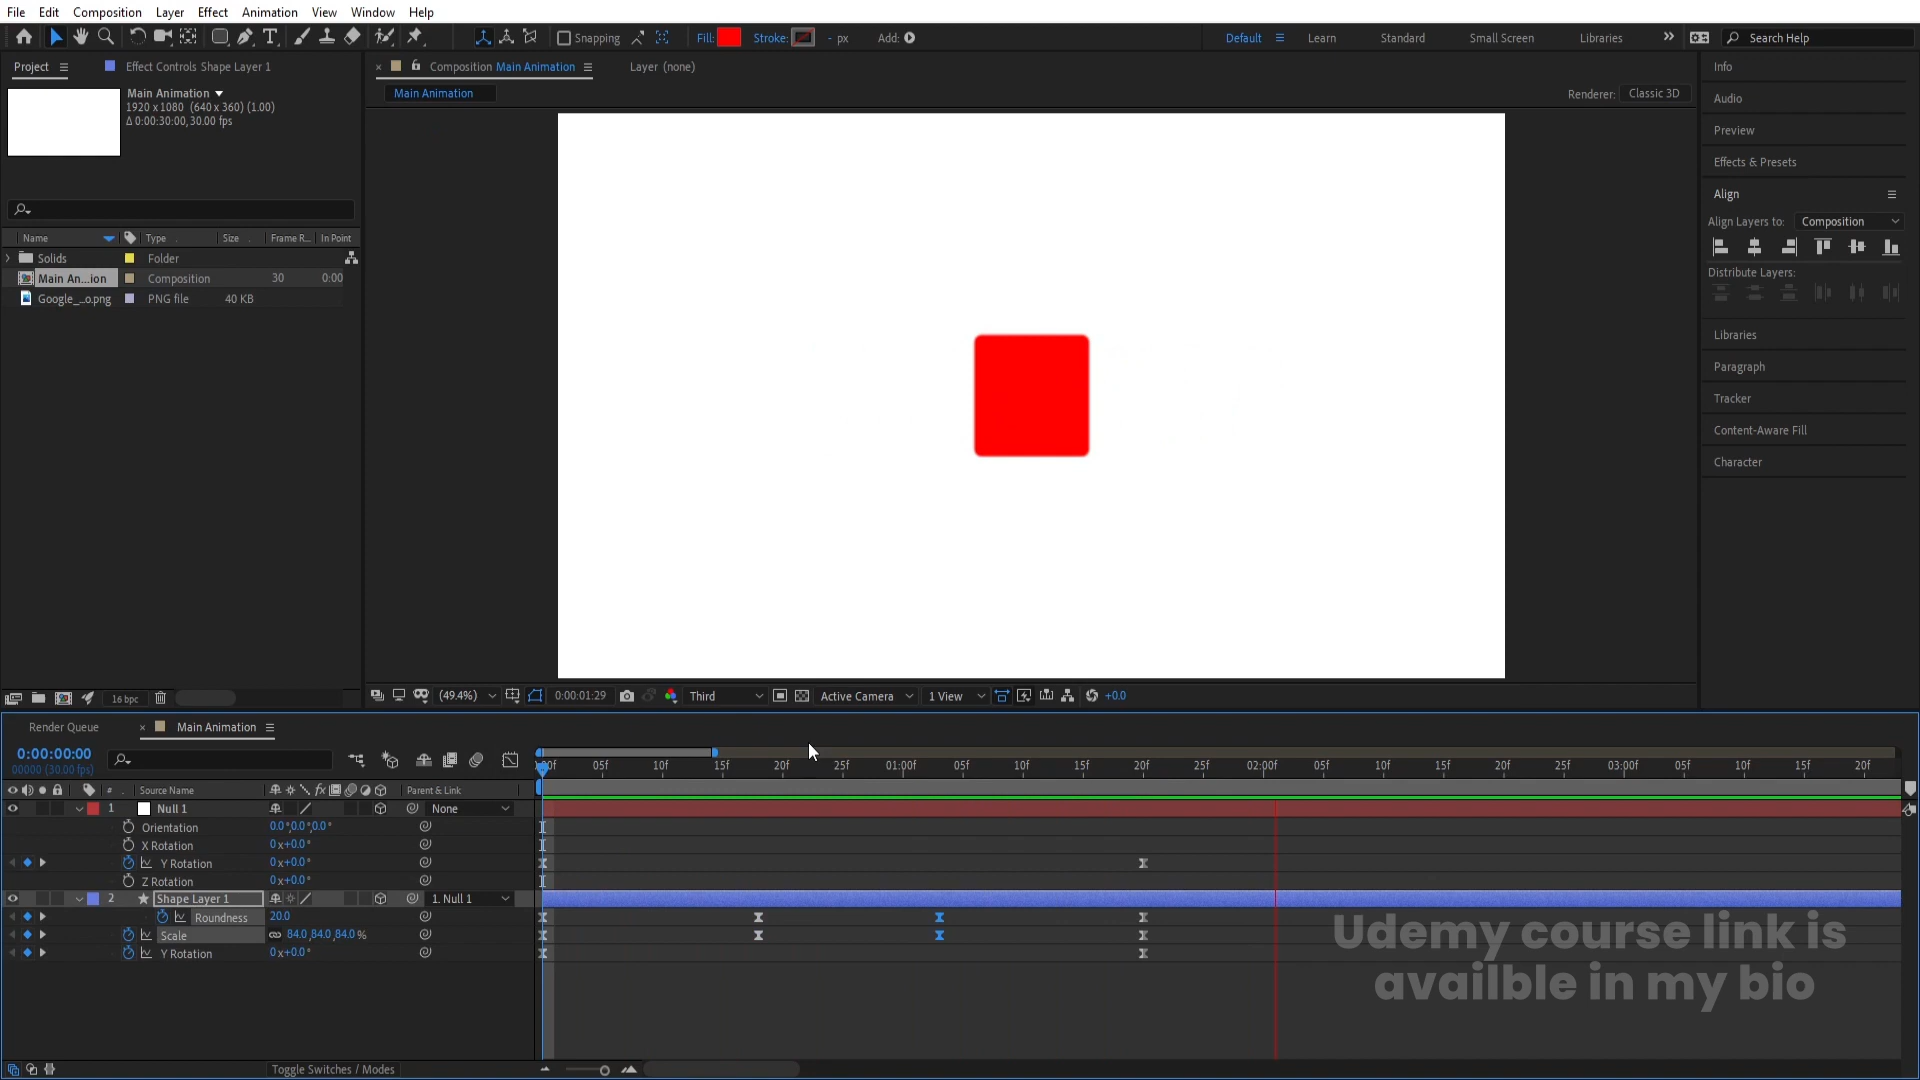 File Edit Composition Layer Effect Animation View Window Help
Snapping Fill: Stroke: - px Add: Default Learn Standard Small Screen Libraries Search Help
Project Effect Controls Shape Layer 1 Composition Main Animation Layer (none) Info
Main Animation
1920 x 1080 (640 x 360) (1.00)
Δ 0:00:30:00, 30.00 fps
Main Animation
Renderer: Classic 3D
Audio
Preview
Effects & Presets
Align
Align Layers to: Composition
Distribute Layers:
Libraries
Paragraph
Tracker
Content-Aware Fill
Character
Name Type Size Frame R... In Point
Solids Folder
Main An...ion Composition 30 0:00
Google_...o.png PNG file 40 KB
16 bpc
(49.4%) 0:00:01:29 Third Active Camera 1 View +0.0
Render Queue Main Animation
0:00:00:00
00000 (30.00 fps)
05f 10f 15f 20f 25f 01:00f 05f 10f 15f 20f 25f 02:00f 05f 10f 15f 20f 25f 03:00f 05f 10f 15f 20f
# Source Name Parent & Link
1 Null 1 None
Orientation 0.0°,0.0°,0.0°
X Rotation 0x+0.0°
Y Rotation 0x+0.0°
Z Rotation 0x+0.0°
2 Shape Layer 1 1. Null 1
Roundness 20.0
Scale 84.0,84.0,84.0%
Y Rotation 0x+0.0°
Udemy course link is
availble in my bio
Toggle Switches / Modes